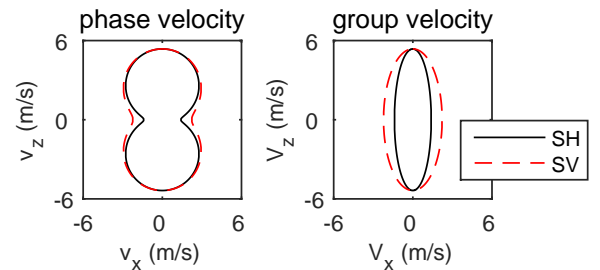 phase velocity
group velocity
6
0
-6
v_z (m/s)
-6
0
6
v_x (m/s)
6
0
-6
V_z (m/s)
-6
0
6
V_x (m/s)
SH
SV